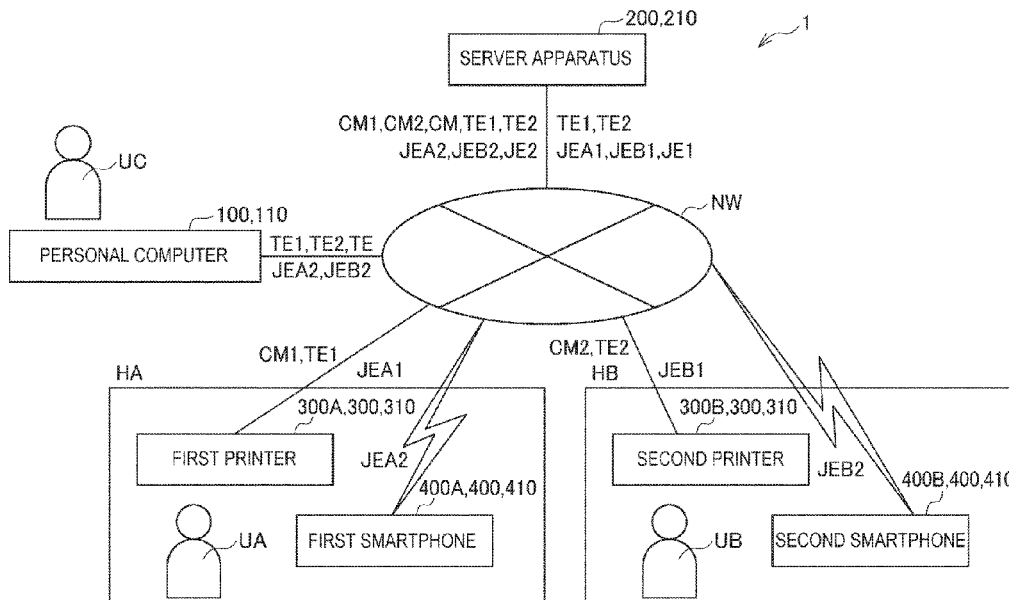 200,210
1
SERVER APPARATUS
CM1,CM2,CM,TE1,TE2
TE1,TE2
JEA2,JEB2,JE2
JEA1,JEB1,JE1
UC
NW
100,110
PERSONAL COMPUTER
TE1,TE2,TE
JEA2,JEB2
CM1,TE1
JEA1
CM2,TE2
JEB1
HA
HB
300A,300,310
FIRST PRINTER
JEA2
300B,300,310
SECOND PRINTER
JEB2
400A,400,410
FIRST SMARTPHONE
UA
400B,400,410
SECOND SMARTPHONE
UB